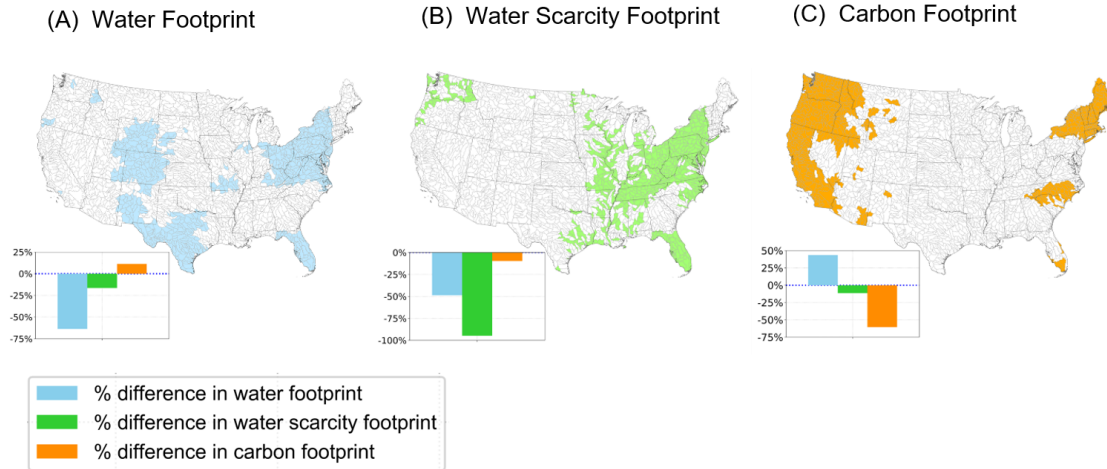 (A) Water Footprint
(B) Water Scarcity Footprint
(C) Carbon Footprint
25%
0%
-25%
-50%
-75%
0%
-25%
-50%
-75%
-100%
50%
25%
0%
-25%
-50%
-75%
% difference in water footprint
% difference in water scarcity footprint
% difference in carbon footprint